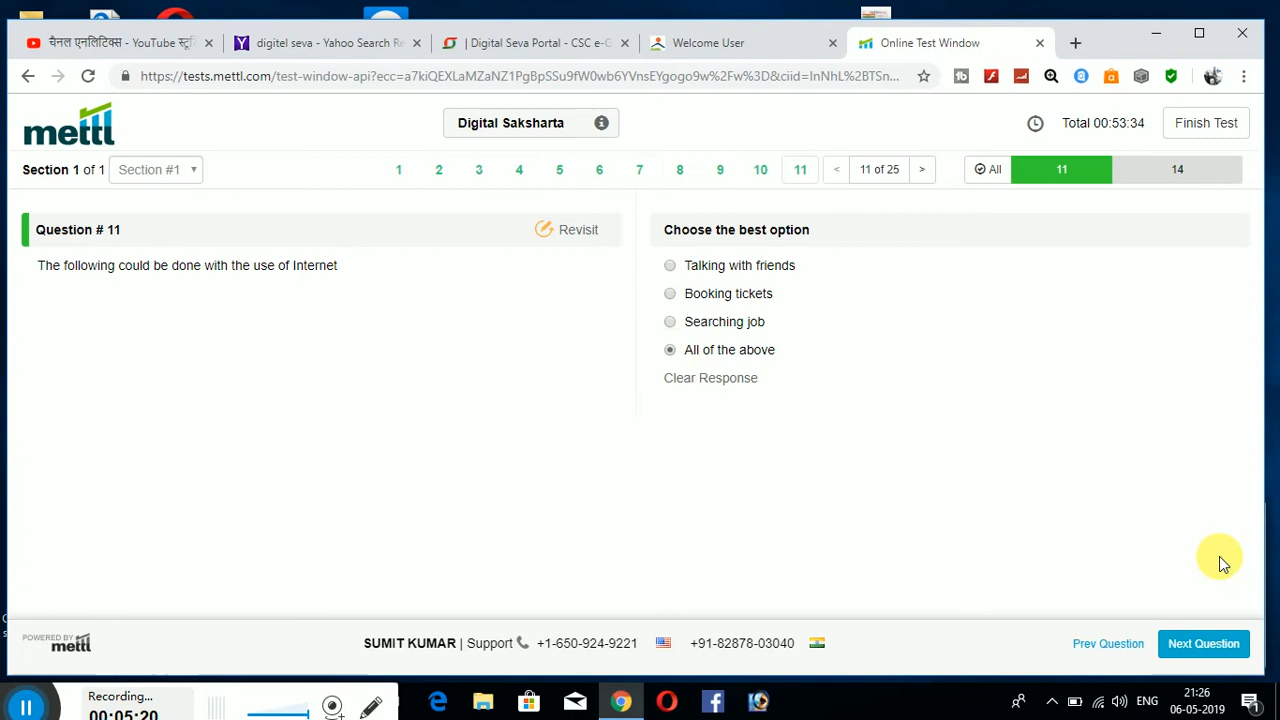 चैनल एनलिटिक्स - YouTube स्टू
digitel seva - Yahoo Search Re
Digital Seva Portal - CSC e-G
Welcome User
Online Test Window
https://tests.mettl.com/test-window-api?ecc=a7kiQEXLaMZaNZ1PgBpSSu9fW0wb6YVnsEYgogo9w%2Fw%3D&ciid=InNhL%2BTSn...
mettl
Digital Saksharta
Total 00:53:34
Finish Test
Section 1 of 1
Section #1
1 2 3 4 5 6 7 8 9 10 11
< 11 of 25 >
All 11 14
Question # 11
Revisit
Choose the best option
The following could be done with the use of Internet
Talking with friends
Booking tickets
Searching job
All of the above
Clear Response
POWERED BY
mettl
SUMIT KUMAR | Support +1-650-924-9221 +91-82878-03040
Prev Question
Next Question
Recording...
00:05:20
ENG
21:26
06-05-2019